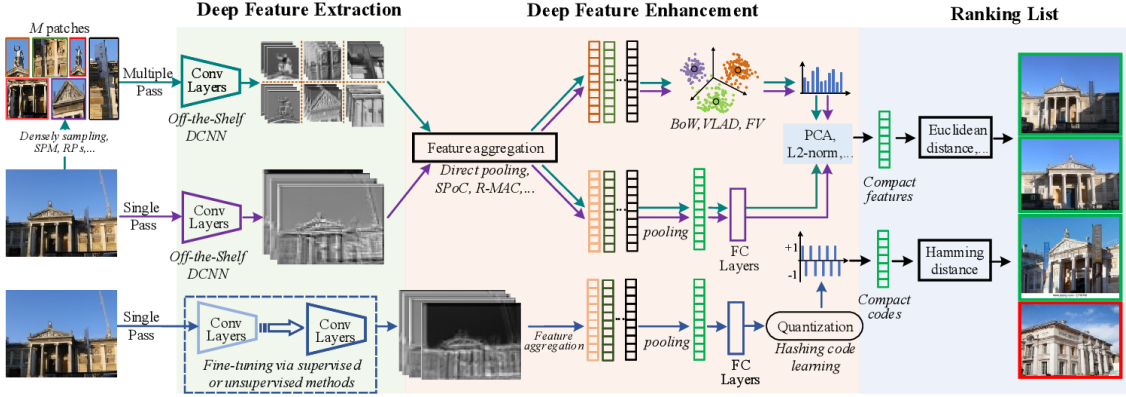 Deep Feature Extraction
Deep Feature Enhancement
Ranking List
M patches
Multiple
Pass
Conv
Layers
Off-the-Shelf
DCNN
Densely sampling,
SPM, RPs,...
Feature aggregation
Direct pooling,
SPoC, R-MAC,...
BoW, VLAD, FV
PCA,
L2-norm,...
Compact
features
Euclidean
distance,...
Single
Pass
Conv
Layers
Off-the-Shelf
DCNN
pooling
FC
Layers
+1
-1
Compact
codes
Hamming
distance
Single
Pass
Conv
Layers
Conv
Layers
Fine-tuning via supervised
or unsupervised methods
Feature
aggregation
pooling
FC
Layers
Quantization
Hashing code
learning